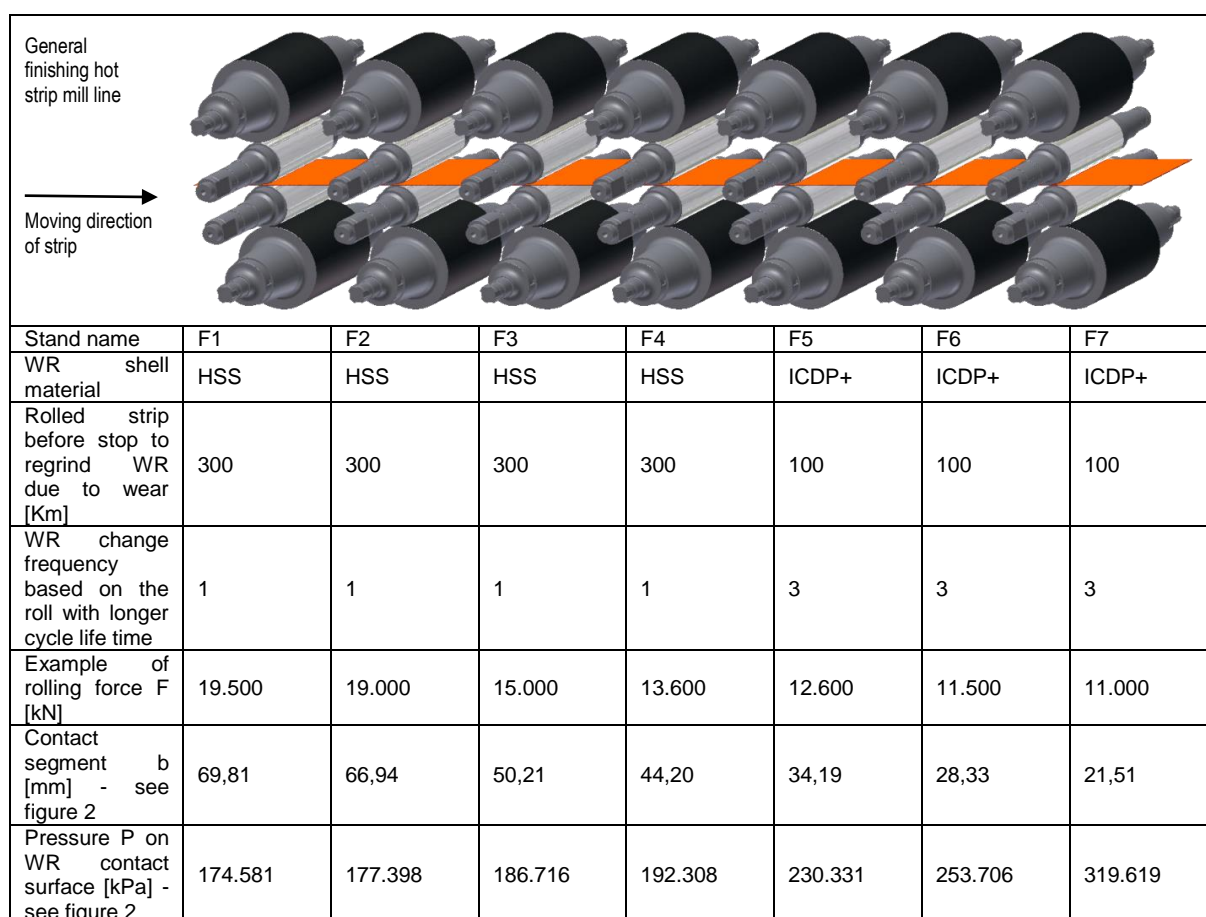 General
finishing hot
strip mill line
Moving direction
of strip
Stand name F1 F2 F3 F4 F5 F6 F7
WR shell
material
HSS HSS HSS HSS ICDP+ ICDP+ ICDP+
Rolled strip
before stop to
regrind WR
due to wear
[Km]
300 300 300 300 100 100 100
WR change
frequency
based on the
roll with longer
cycle life time
1 1 1 1 3 3 3
Example of
rolling force F
[kN]
19.500 19.000 15.000 13.600 12.600 11.500 11.000
Contact
segment b
[mm] - see
figure 2
69,81 66,94 50,21 44,20 34,19 28,33 21,51
Pressure P on
WR contact
surface [kPa] -
see figure 2
174.581 177.398 186.716 192.308 230.331 253.706 319.619